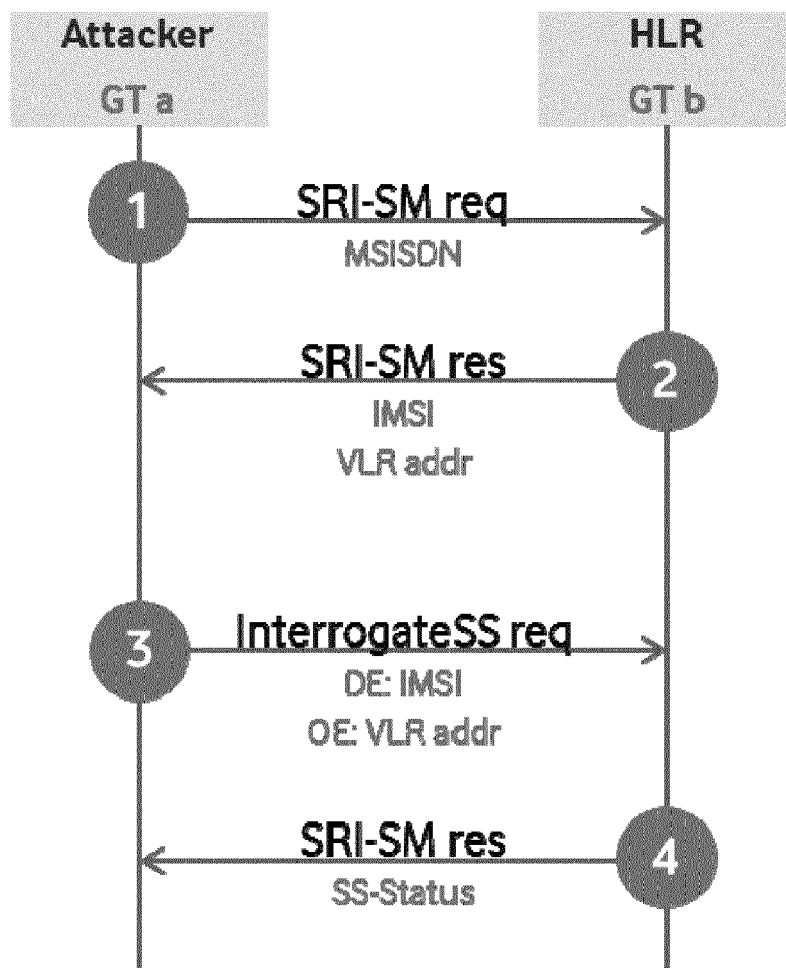 Attacker
HLR
GT a
GT b
1
SRI-SM req
MSISDN
SRI-SM res
2
IMSI
VLR addr
3
InterrogateSS req
DE: IMSI
OE: VLR addr
SRI-SM res
4
SS-Status